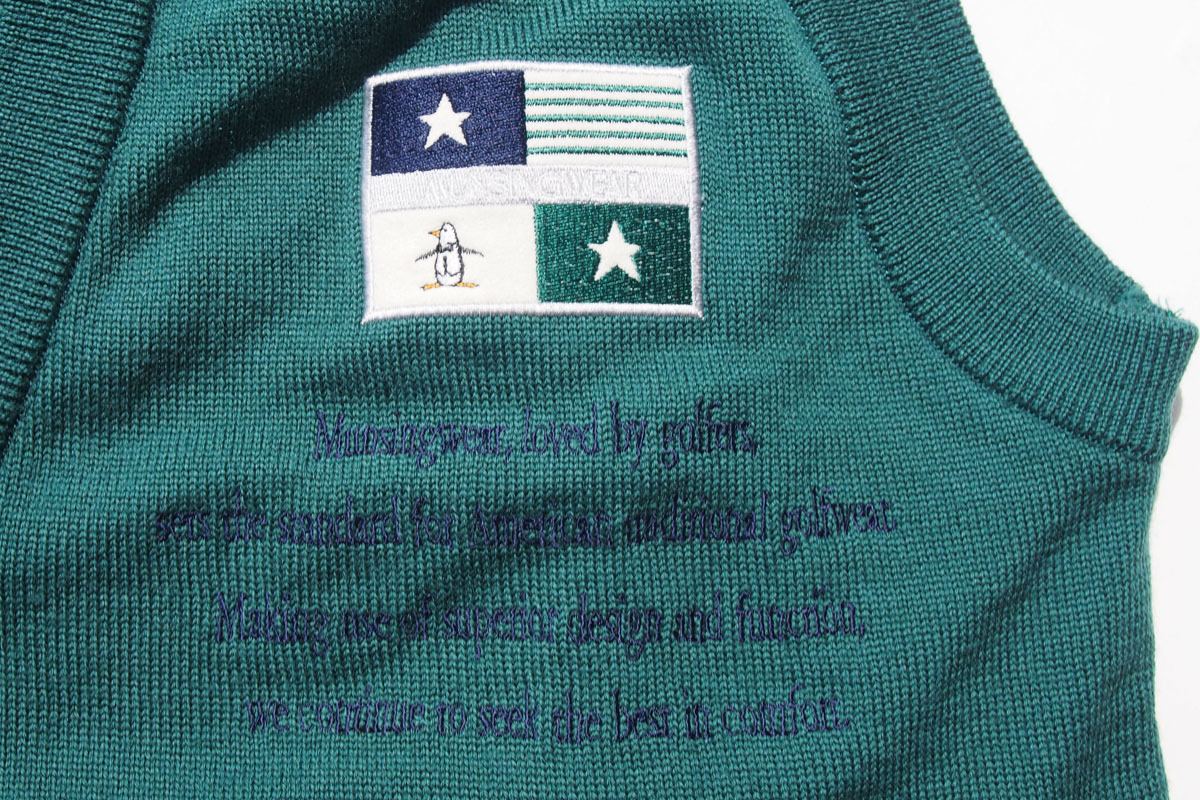 MUNSINGWEAR
Munsingwear, loved by golfers,
sets the standard for American traditional golfwear.
Making use of superior design and function,
we continue to seek the best in comfort.